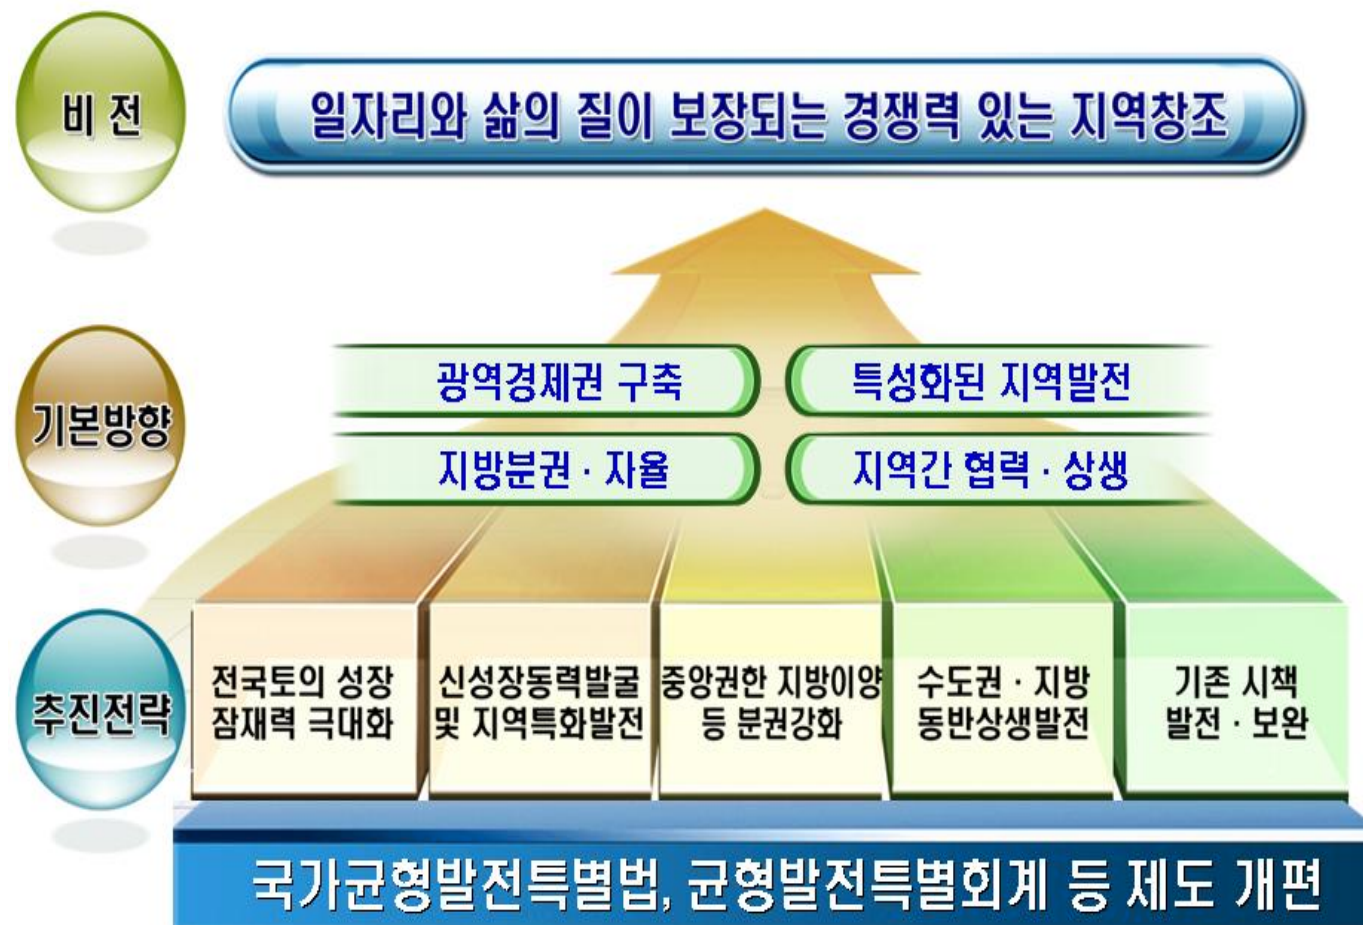 비 전
일자리와 삶의 질이 보장되는 경쟁력 있는 지역창조
기본방향
광역경제권 구축
특성화된 지역발전
지방분권 · 자율
지역간 협력 · 상생
추진전략
전국토의 성장
잠재력 극대화
신성장동력발굴
및 지역특화발전
중앙권한 지방이양
등 분권강화
수도권 · 지방
동반상생발전
기존 시책
발전 · 보완
국가균형발전특별법, 균형발전특별회계 등 제도 개편